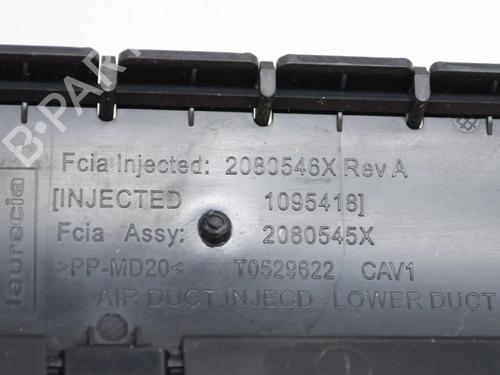 B-PARTS
Fcia Injected: 2080546X Rev A
[INJECTED 1095418]
Fcia Assy: 2080545X
>PP-MD20< T0529622 CAV1
AIR DUCT INJECD LOWER DUCT
faurecia